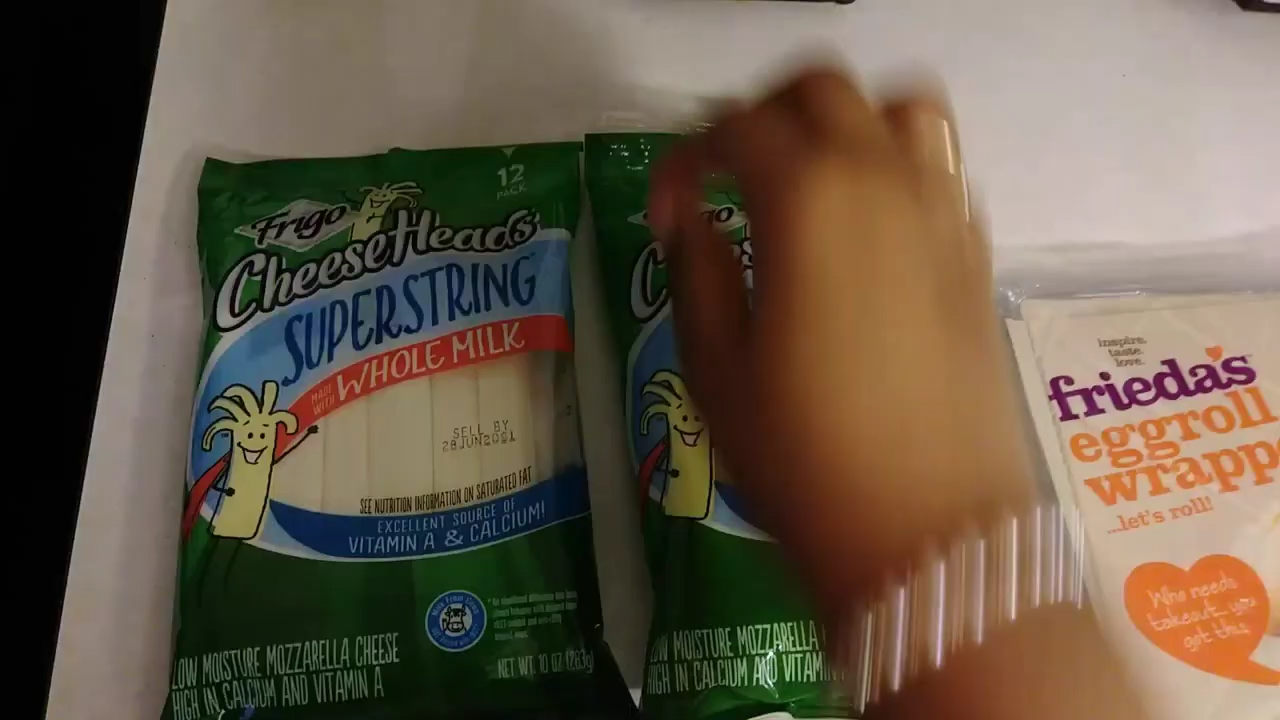 12
PACK
Frigo
CheeseHeads
SUPERSTRING
MADE
WITH WHOLE MILK
SELL BY
SEE NUTRITION INFORMATION ON SATURATED FAT
EXCELLENT SOURCE OF
VITAMIN A & CALCIUM!
LOW MOISTURE MOZZARELLA CHEESE
HIGH IN CALCIUM AND VITAMIN A
NET WT. 10 OZ (283g)
LOW MOISTURE MOZZARELLA
HIGH IN CALCIUM AND VITAMIN
inspire.
taste.
love.
frieda's
eggroll
wrapp
...let's roll!
Who needs
takeout... you
got this.